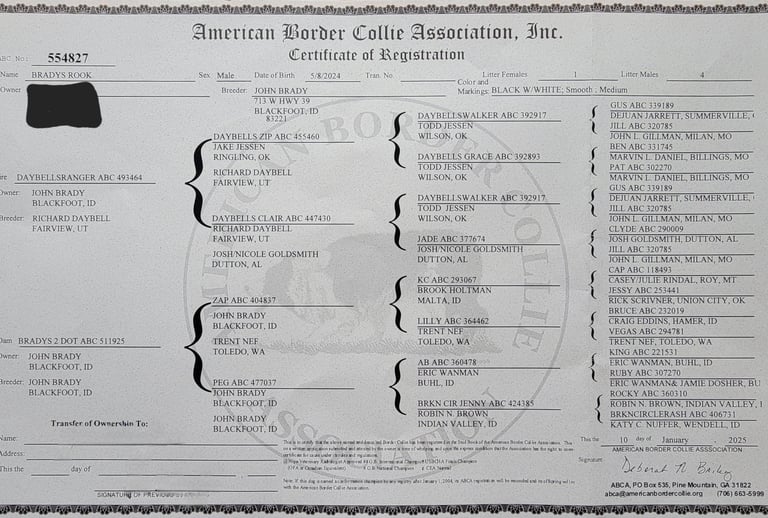 American Border Collie Association, Inc.
Certificate of Registration
ABC No: 554827
Name BRADYS ROOK Sex Male Date of Birth 5/8/2024 Tran. No. Litter Females 1 Litter Males 4
Owner
Breeder: JOHN BRADY
713 W HWY 39
BLACKFOOT, ID
83221
Color and
Markings: BLACK W/WHITE; Smooth : Medium
ire DAYBELLSRANGER ABC 493464
Owner: JOHN BRADY
BLACKFOOT, ID
Breeder: RICHARD DAYBELL
FAIRVIEW, UT
Dam BRADYS 2 DOT ABC 511925
Owner: JOHN BRADY
BLACKFOOT, ID
Breeder: JOHN BRADY
BLACKFOOT, ID
DAYBELLS ZIP ABC 455460
JAKE JESSEN
RINGLING, OK
RICHARD DAYBELL
FAIRVIEW, UT
DAYBELLS CLAIR ABC 447430
RICHARD DAYBELL
FAIRVIEW, UT
JOSH/NICOLE GOLDSMITH
DUTTON, AL
ZAP ABC 404837
JOHN BRADY
BLACKFOOT, ID
TRENT NEF
TOLEDO, WA
PEG ABC 477037
JOHN BRADY
BLACKFOOT, ID
JOHN BRADY
BLACKFOOT, ID
DAYBELLSWALKER ABC 392917
TODD JESSEN
WILSON, OK
DAYBELLS GRACE ABC 392893
TODD JESSEN
WILSON, OK
DAYBELLSWALKER ABC 392917
TODD JESSEN
WILSON, OK
JADE ABC 377674
JOSH/NICOLE GOLDSMITH
DUTTON, AL
KC ABC 293067
BROOK HOLTMAN
MALTA, ID
LILLY ABC 364462
TRENT NEF
TOLEDO, WA
AB ABC 360478
ERIC WANMAN
BUHL, ID
BRKN CIR JENNY ABC 424385
ROBIN N. BROWN
INDIAN VALLEY, ID
GUS ABC 339189
DEJUAN JARRETT, SUMMERVILLE,
JILL ABC 320785
JOHN L. GILLMAN, MILAN, MO
BEN ABC 331745
MARVIN L. DANIEL, BILLINGS, MO
PAT ABC 302270
MARVIN L. DANIEL, BILLINGS, MO
GUS ABC 339189
DEJUAN JARRETT, SUMMERVILLE,
JILL ABC 320785
JOHN L. GILLMAN, MILAN, MO
CLYDE ABC 290009
JOSH GOLDSMITH, DUTTON, AL
JILL ABC 320785
JOHN L. GILLMAN, MILAN, MO
CAP ABC 118493
CASEY/JULIE RINDAL, ROY, MT
JESSY ABC 253441
RICK SCRIVNER, UNION CITY, OK
BRUCE ABC 232019
CRAIG EDDINS, HAMER, ID
VEGAS ABC 294781
TRENT NEF, TOLEDO, WA
KING ABC 221531
ERIC WANMAN, BUHL, ID
RUBY ABC 307270
ERIC WANMAN& JAMIE DOSHER, BU
ROCKY ABC 360310
ROBIN N. BROWN, INDIAN VALLEY, I
BRKNCIRCLERASH ABC 406731
KATY C. NUFFER, WENDELL, ID
Transfer of Ownership To:
Name:
Address:
This the day of
SIGNATURE OF PREVIOUS
This the 10 day of January , 2025
AMERICAN BORDER COLLIE ASSSOCIATION
Signature
ABCA, PO Box 535, Pine Mountain, GA 31822
abca@americanbordercollie.org (706) 663-5999